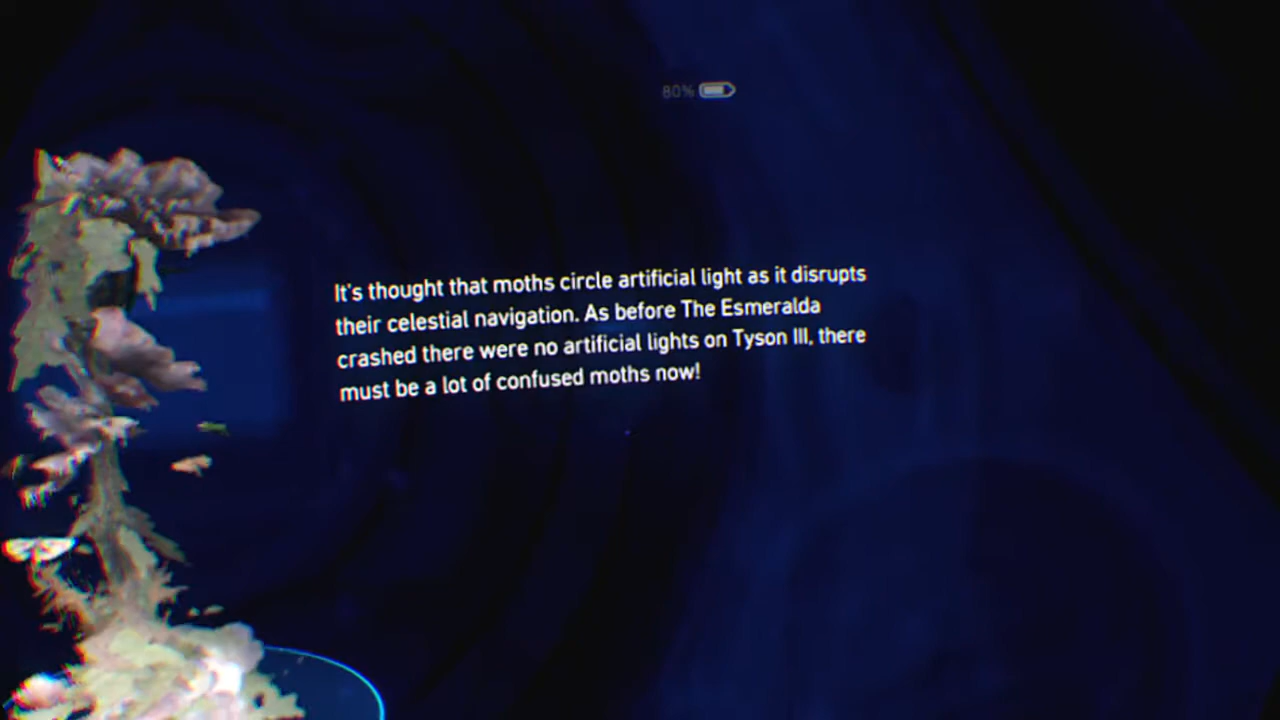 80%
It's thought that moths circle artificial light as it disrupts
their celestial navigation. As before The Esmeralda
crashed there were no artificial lights on Tyson III, there
must be a lot of confused moths now!